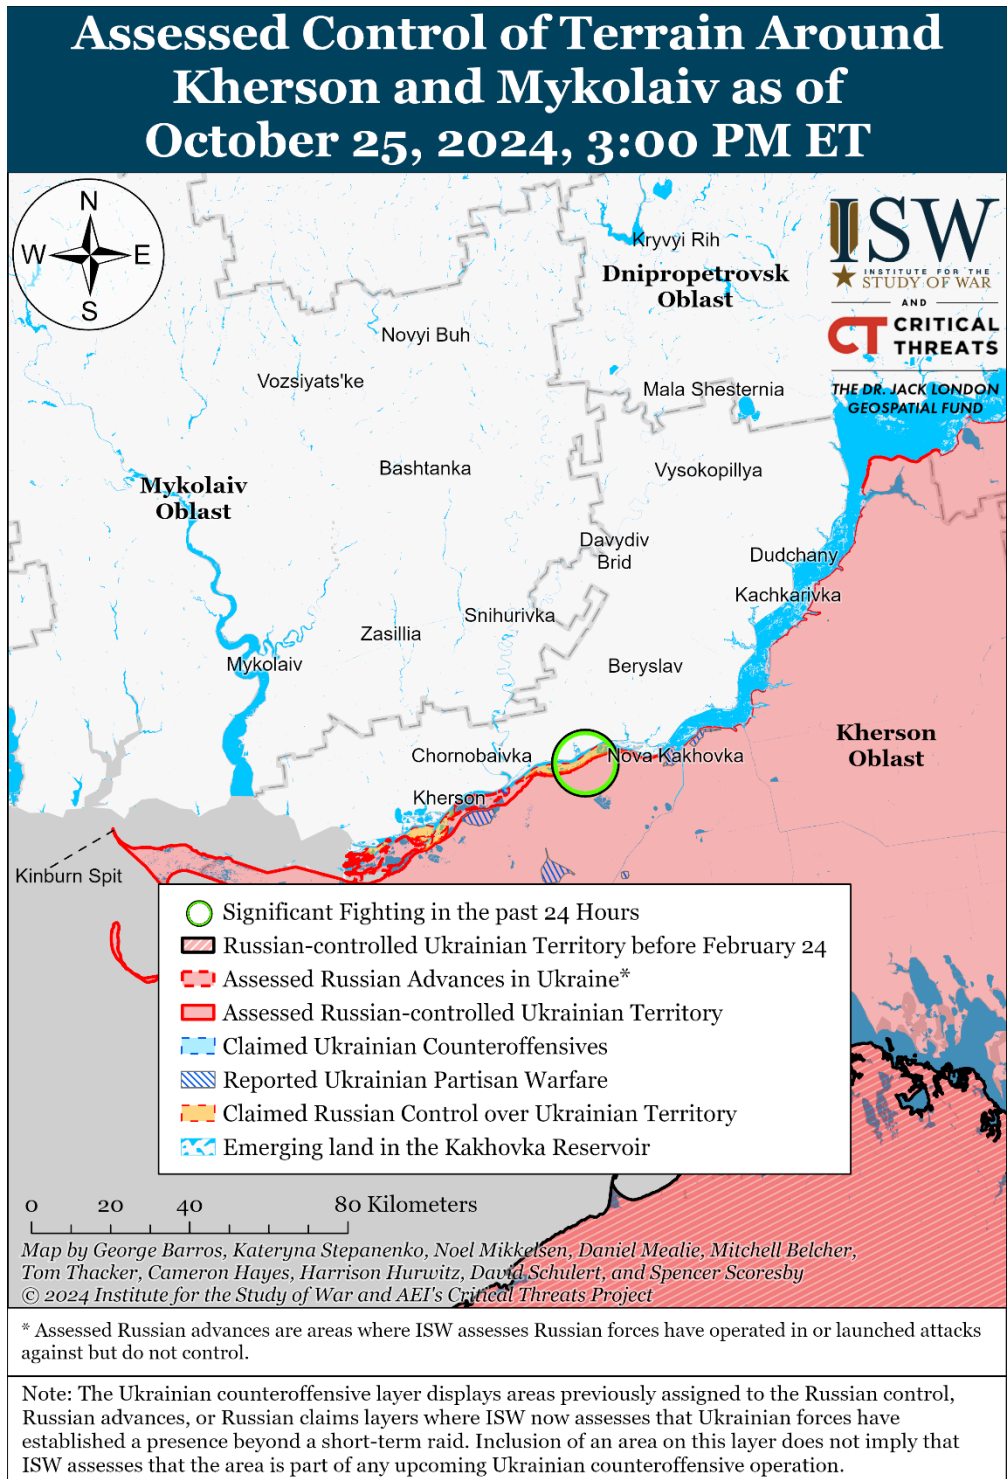 Assessed Control of Terrain Around
Kherson and Mykolaiv as of
October 25, 2024, 3:00 PM ET
N
W
E
S
ISW
INSTITUTE FOR THE
STUDY OF WAR
AND
CT CRITICAL
THREATS
THE DR. JACK LONDON
GEOSPATIAL FUND
Kryvyi Rih
Dnipropetrovsk
Oblast
Novyi Buh
Vozsiyats'ke
Mala Shesternia
Bashtanka
Vysokopillya
Mykolaiv
Oblast
Davydiv
Brid
Dudchany
Kachkarivka
Snihurivka
Zasillia
Mykolaiv
Beryslav
Kherson
Oblast
Chornobaivka
Nova Kakhovka
Kherson
Kinburn Spit
Significant Fighting in the past 24 Hours
Russian-controlled Ukrainian Territory before February 24
Assessed Russian Advances in Ukraine*
Assessed Russian-controlled Ukrainian Territory
Claimed Ukrainian Counteroffensives
Reported Ukrainian Partisan Warfare
Claimed Russian Control over Ukrainian Territory
Emerging land in the Kakhovka Reservoir
0 20 40 80 Kilometers
Map by George Barros, Kateryna Stepanenko, Noel Mikkelsen, Daniel Mealie, Mitchell Belcher,
Tom Thacker, Cameron Hayes, Harrison Hurwitz, David Schulert, and Spencer Scoresby
© 2024 Institute for the Study of War and AEI's Critical Threats Project
* Assessed Russian advances are areas where ISW assesses Russian forces have operated in or launched attacks
against but do not control.
Note: The Ukrainian counteroffensive layer displays areas previously assigned to the Russian control,
Russian advances, or Russian claims layers where ISW now assesses that Ukrainian forces have
established a presence beyond a short-term raid. Inclusion of an area on this layer does not imply that
ISW assesses that the area is part of any upcoming Ukrainian counteroffensive operation.